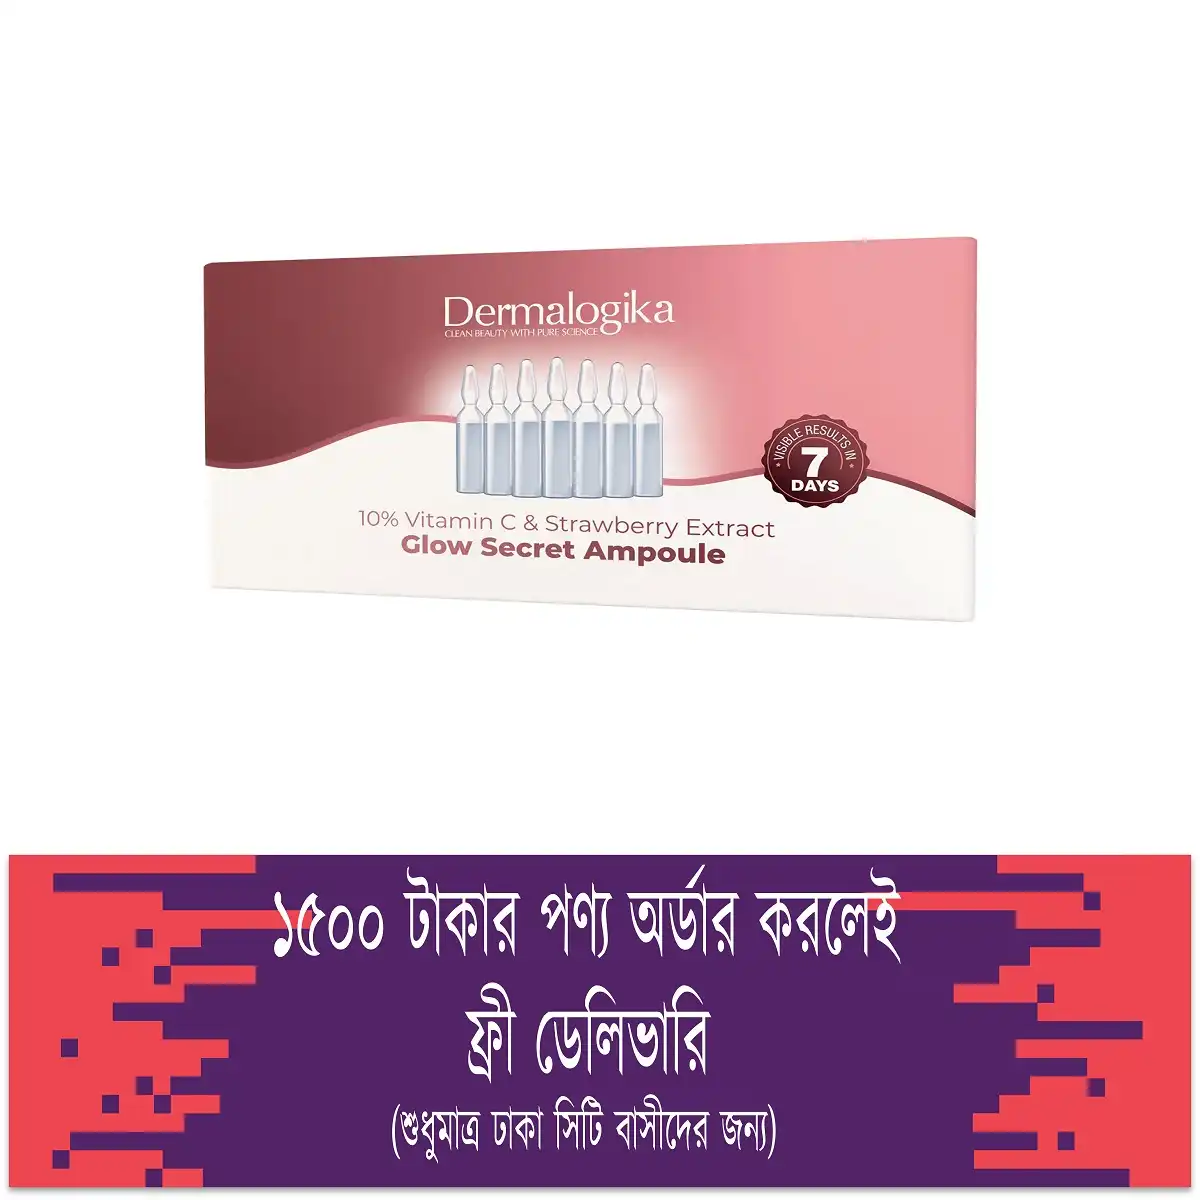 Dermalogika
CLEAN BEAUTY WITH PURE SCIENCE
VISIBLE RESULTS IN
7
DAYS
10% Vitamin C & Strawberry Extract
Glow Secret Ampoule
১৫০০ টাকার পণ্য অর্ডার করলেই
ফ্রী ডেলিভারি
(শুধুমাত্র ঢাকা সিটি বাসীদের জন্য)